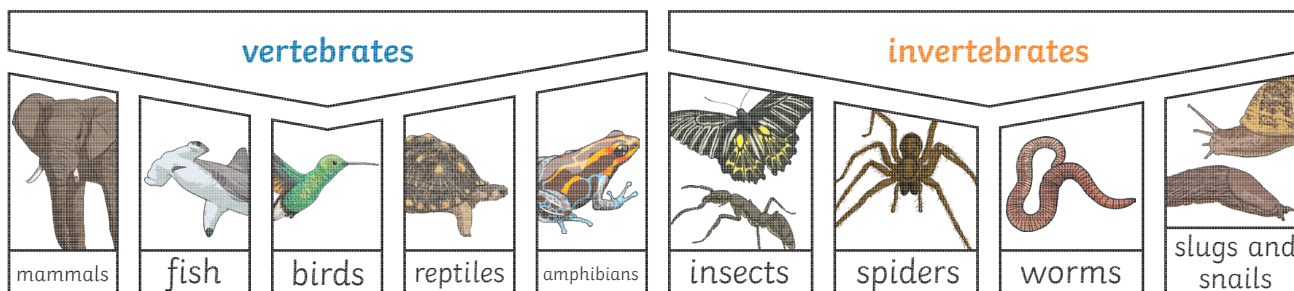 vertebrates
invertebrates
mammals
fish
birds
reptiles
amphibians
insects
spiders
worms
slugs and
snails